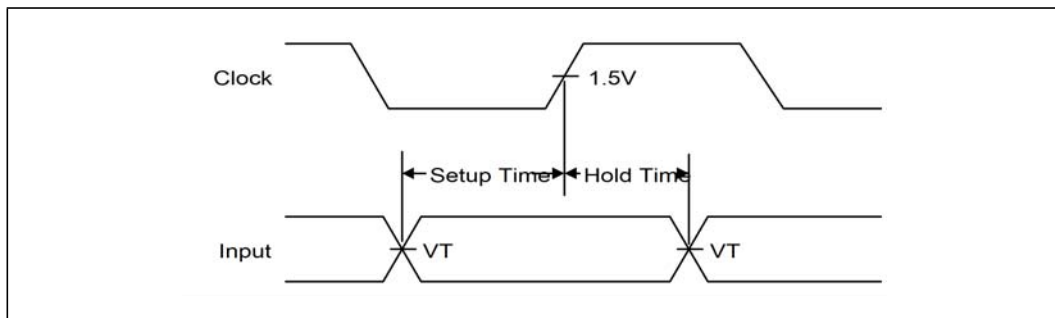 Clock
1.5V
Setup Time
Hold Time
Input
VT
VT